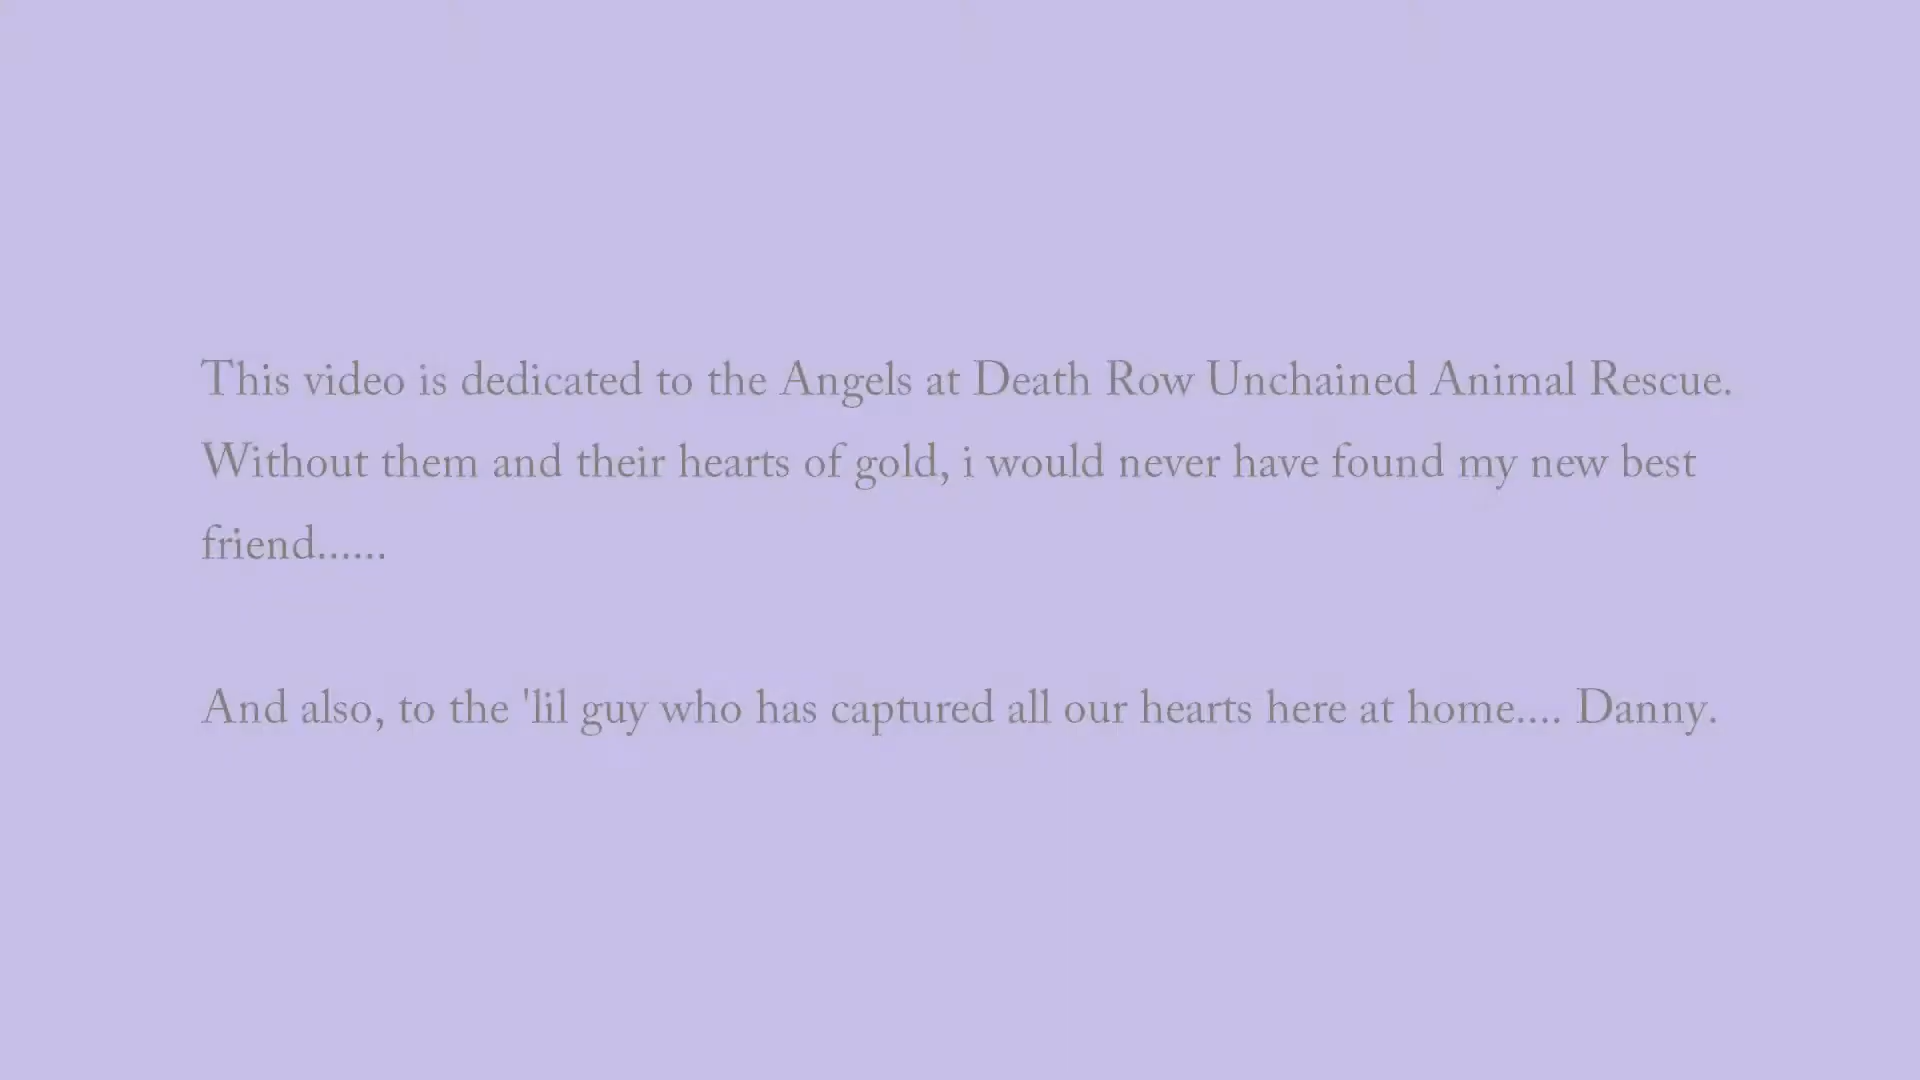 This video is dedicated to the Angels at Death Row Unchained Animal Rescue.
Without them and their hearts of gold, i would never have found my new best
friend......
And also, to the 'lil guy who has captured all our hearts here at home.... Danny.